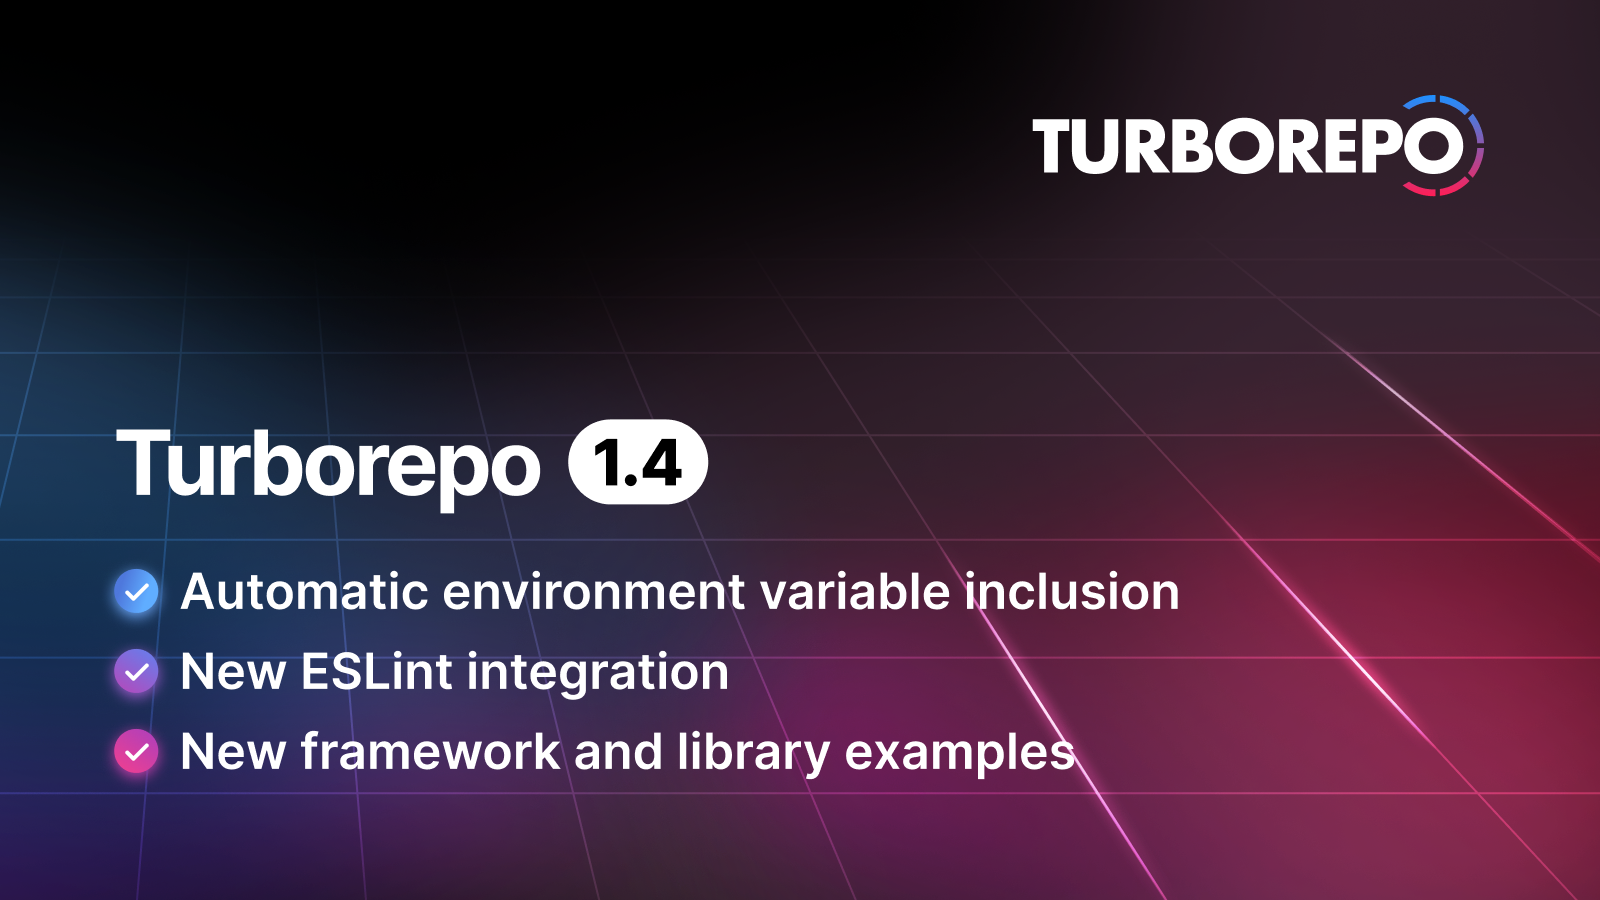 TURBOREPO
Turborepo 1.4
Automatic environment variable inclusion
New ESLint integration
New framework and library examples